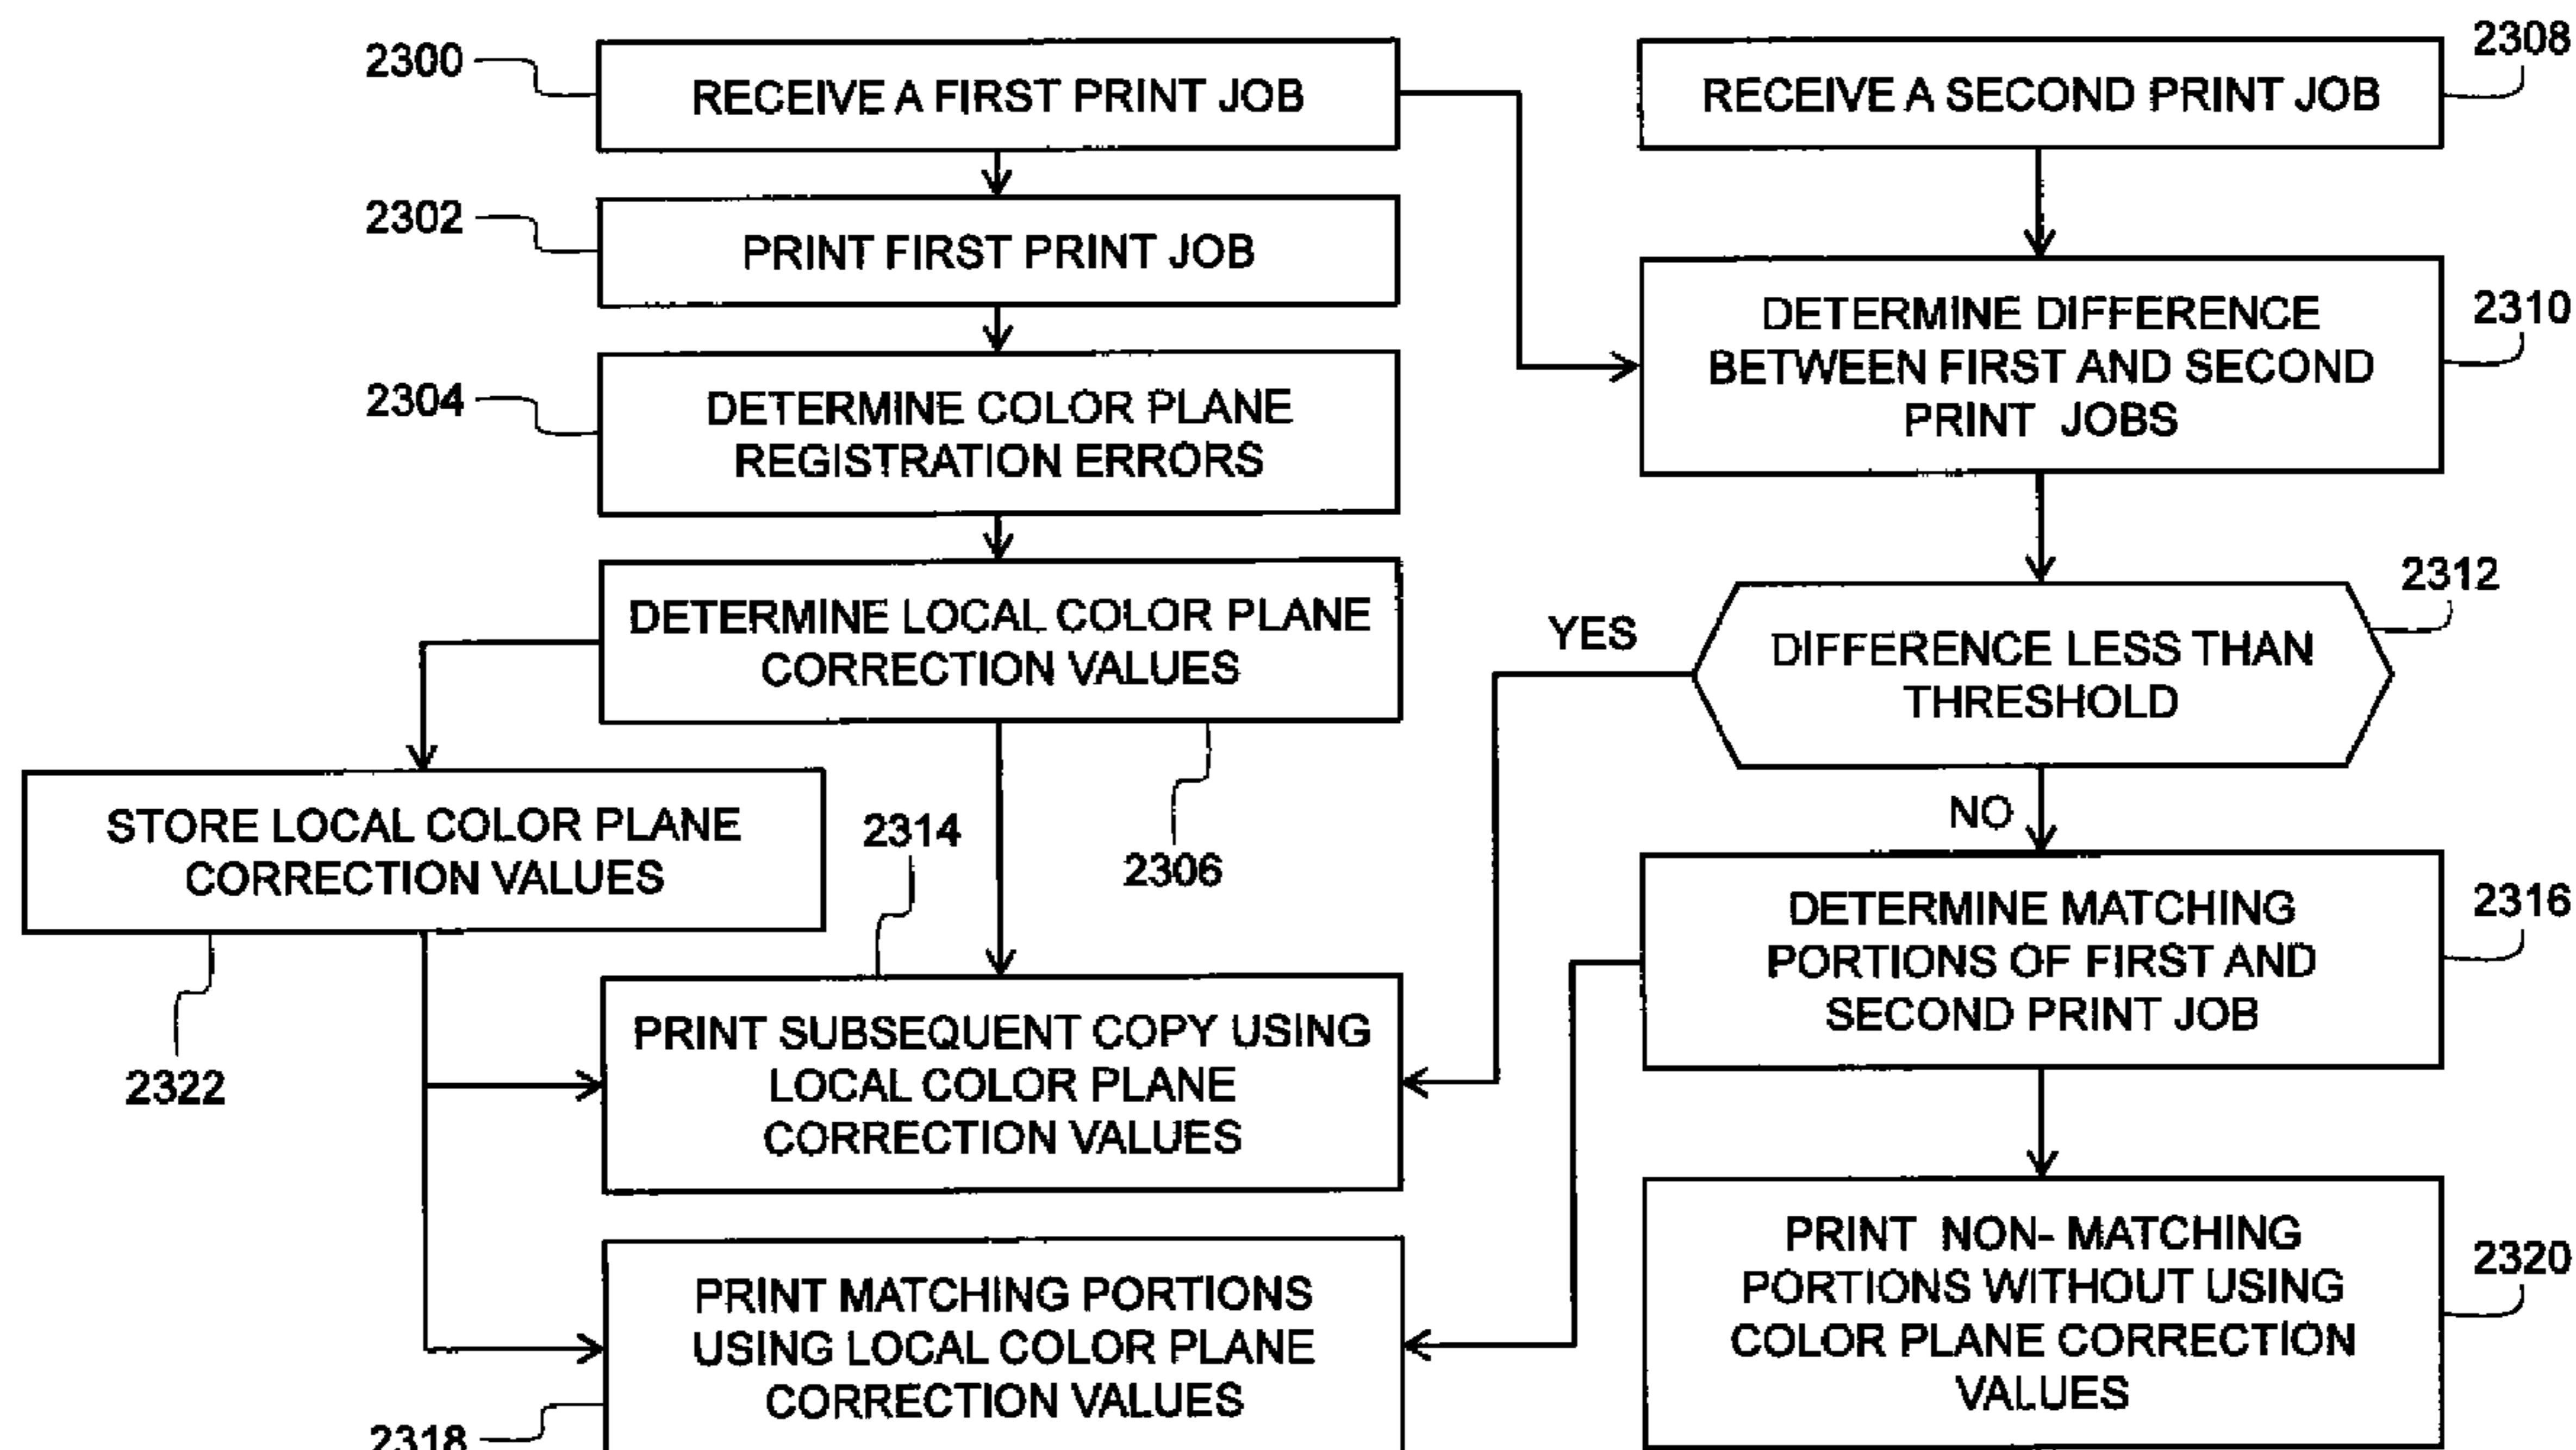 2300
RECEIVE A FIRST PRINT JOB
2302
PRINT FIRST PRINT JOB
2304
DETERMINE COLOR PLANE
REGISTRATION ERRORS
DETERMINE LOCAL COLOR PLANE
CORRECTION VALUES
2306
STORE LOCAL COLOR PLANE
CORRECTION VALUES
2322
2314
PRINT SUBSEQUENT COPY USING
LOCAL COLOR PLANE
CORRECTION VALUES
PRINT MATCHING PORTIONS
USING LOCAL COLOR PLANE
CORRECTION VALUES
2318
RECEIVE A SECOND PRINT JOB
2308
DETERMINE DIFFERENCE
BETWEEN FIRST AND SECOND
PRINT JOBS
2310
DIFFERENCE LESS THAN
THRESHOLD
2312
YES
NO
DETERMINE MATCHING
PORTIONS OF FIRST AND
SECOND PRINT JOB
2316
PRINT NON- MATCHING
PORTIONS WITHOUT USING
COLOR PLANE CORRECTION
VALUES
2320